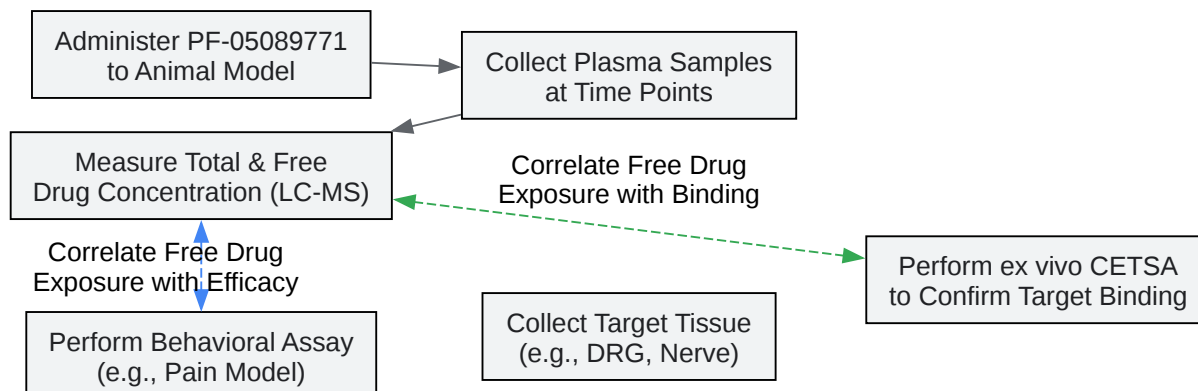 Administer PF-05089771
to Animal Model
Collect Plasma Samples
at Time Points
Measure Total & Free
Drug Concentration (LC-MS)
Correlate Free Drug
Exposure with Binding
Correlate Free Drug
Exposure with Efficacy
Perform ex vivo CETSA
to Confirm Target Binding
Collect Target Tissue
(e.g., DRG, Nerve)
Perform Behavioral Assay
(e.g., Pain Model)